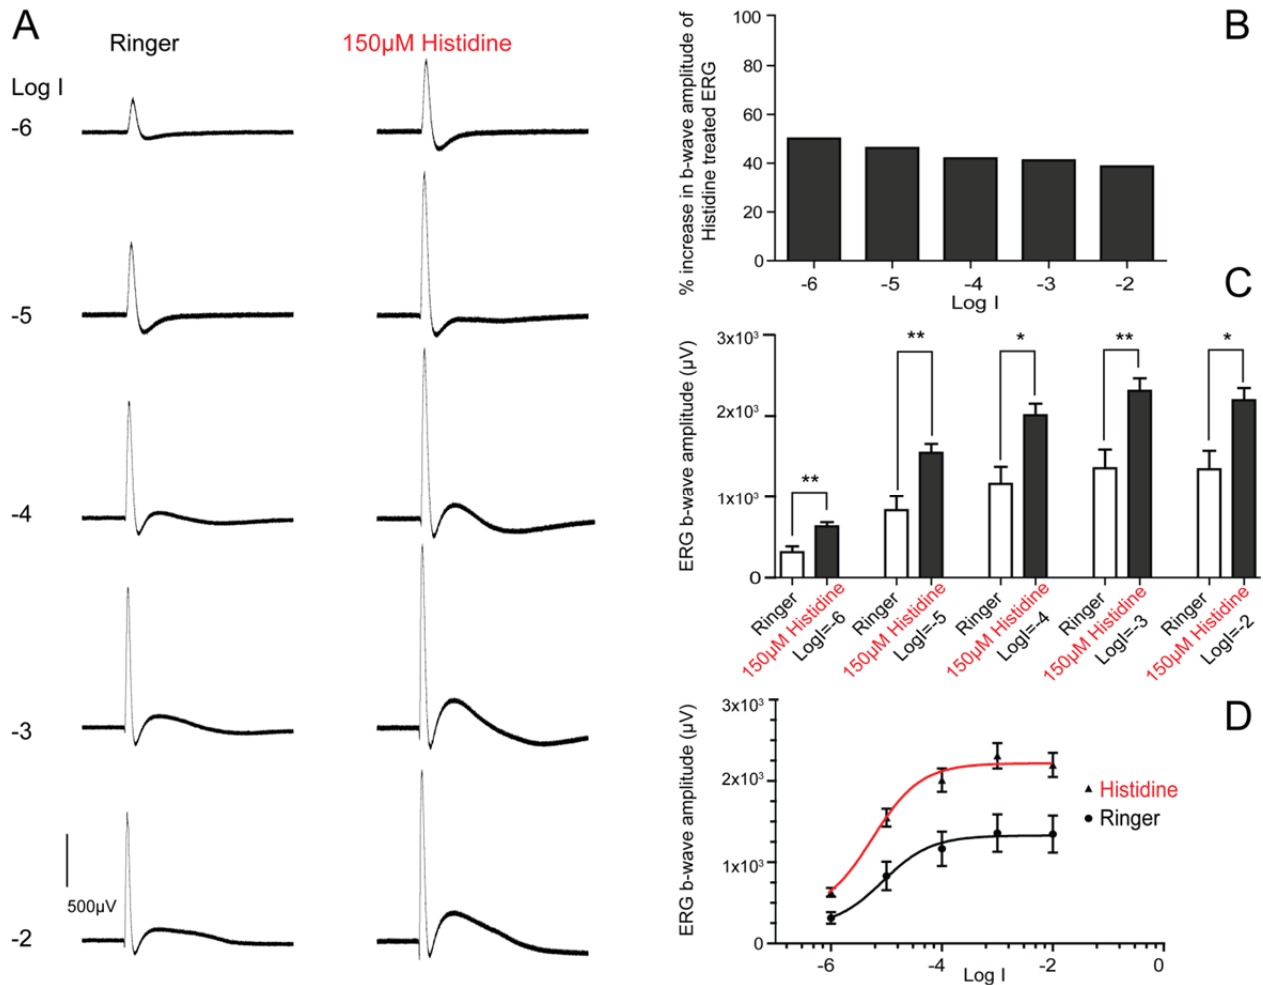 A
Ringer
150µM Histidine
Log I
-6
-5
-4
-3
-2
500µV
B
% increase in b-wave amplitude of
Histidine treated ERG
100
80
60
40
20
0
-6 -5 -4 -3 -2
Log I
C
ERG b-wave amplitude (µV)
3x10³
2x10³
1x10³
0
** ** * ** *
Ringer
150µM Histidine
LogI=-6
Ringer
150µM Histidine
LogI=-5
Ringer
150µM Histidine
LogI=-4
Ringer
150µM Histidine
LogI=-3
Ringer
150µM Histidine
LogI=-2
D
ERG b-wave amplitude (µV)
3x10³
2x10³
1x10³
0
-6 -4 -2 0
Log I
Histidine
Ringer